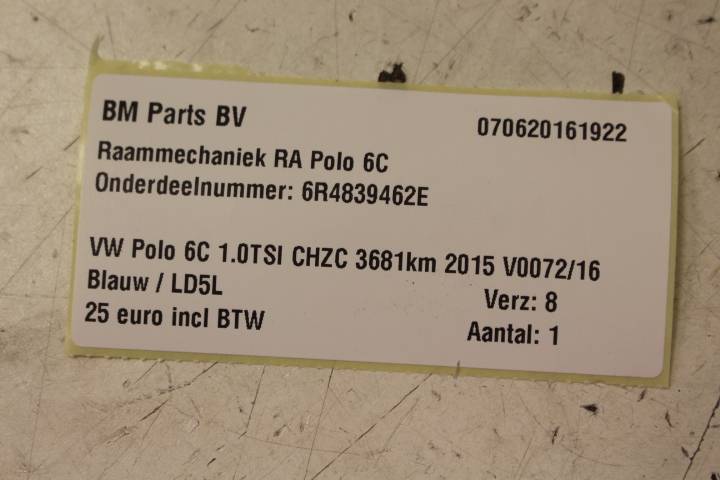 BM Parts BV 070620161922
Raammechaniek RA Polo 6C
Onderdeelnummer: 6R4839462E
VW Polo 6C 1.0TSI CHZC 3681km 2015 V0072/16
Blauw / LD5L Verz: 8
25 euro incl BTW Aantal: 1